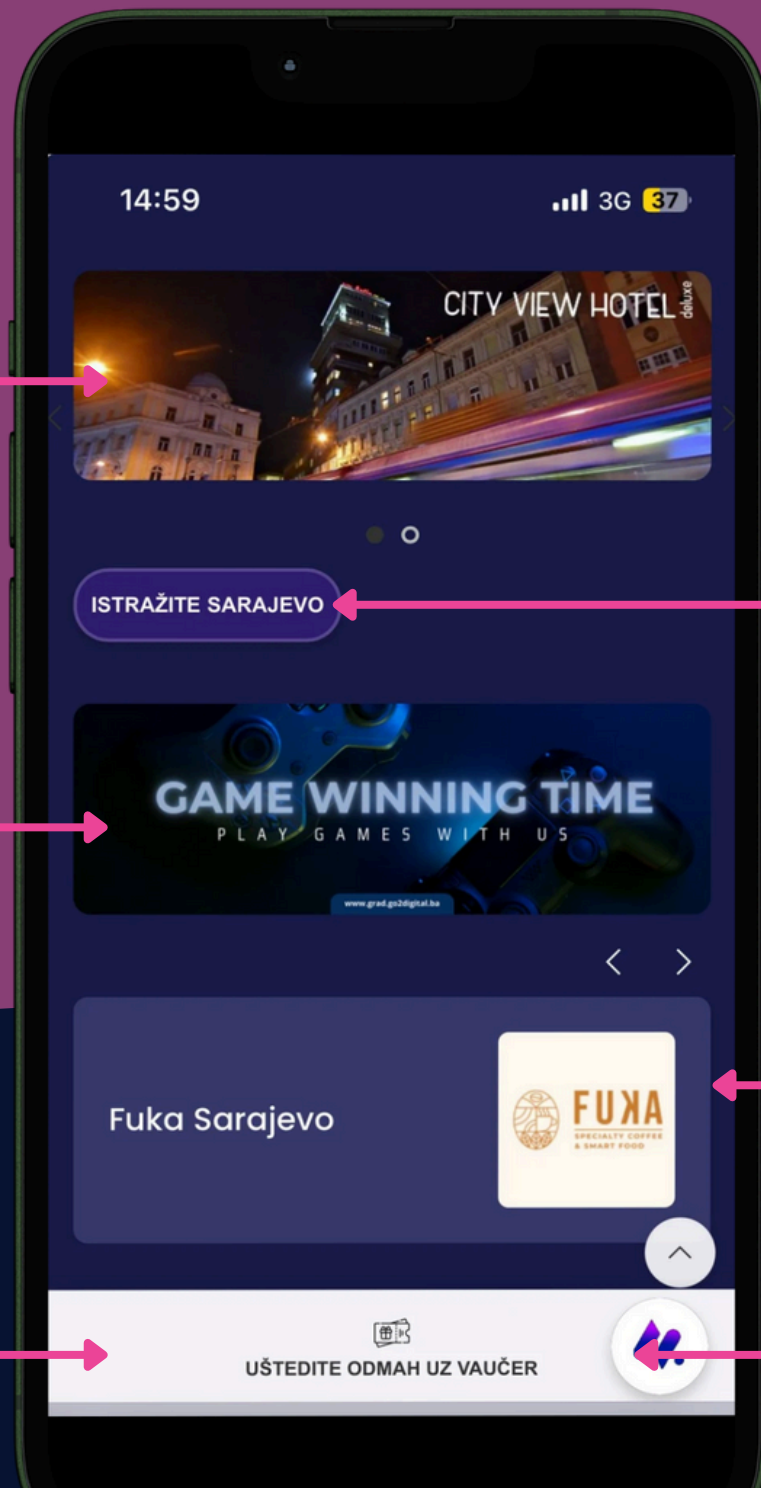 14:59
3G 37
CITY VIEW HOTEL deluxe
ISTRAŽITE SARAJEVO
GAME WINNING TIME
PLAY GAMES WITH US
www.grad.go2digital.ba
Fuka Sarajevo
FUKA
SPECIALTY COFFEE
& SMART FOOD
UŠTEDITE ODMAH UZ VAUČER